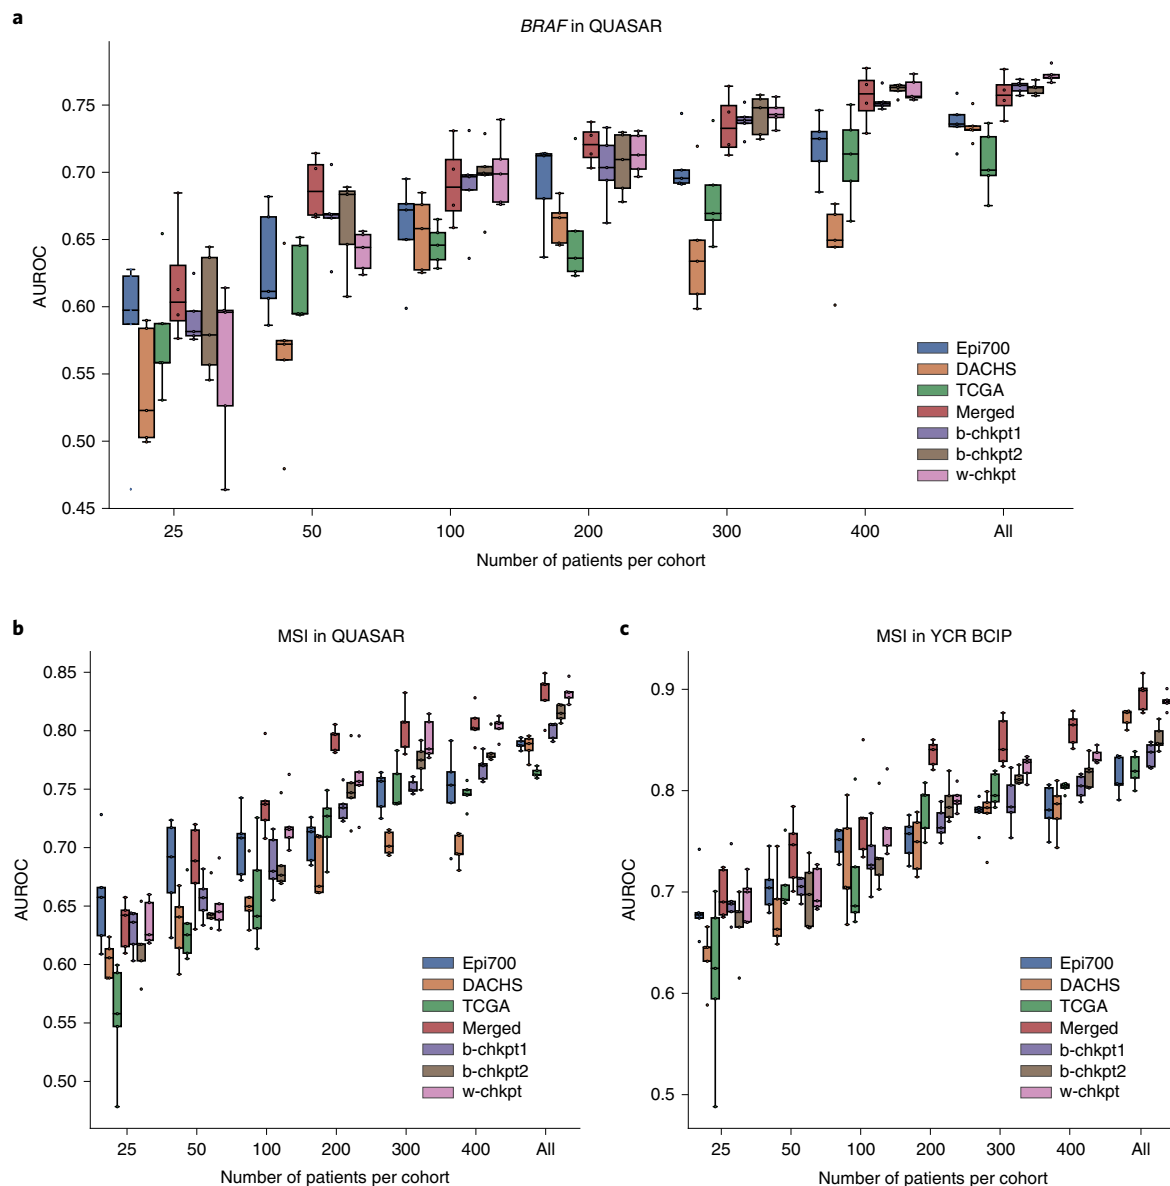 a
BRAF in QUASAR
0.75
0.70
0.65
0.60
0.55
0.50
0.45
AUROC
Epi700
DACHS
TCGA
Merged
b-chkpt1
b-chkpt2
w-chkpt
25 50 100 200 300 400 All
Number of patients per cohort
b
MSI in QUASAR
0.85
0.80
0.75
0.70
0.65
0.60
0.55
0.50
AUROC
Epi700
DACHS
TCGA
Merged
b-chkpt1
b-chkpt2
w-chkpt
25 50 100 200 300 400 All
Number of patients per cohort
c
MSI in YCR BCIP
0.9
0.8
0.7
0.6
0.5
AUROC
Epi700
DACHS
TCGA
Merged
b-chkpt1
b-chkpt2
w-chkpt
25 50 100 200 300 400 All
Number of patients per cohort